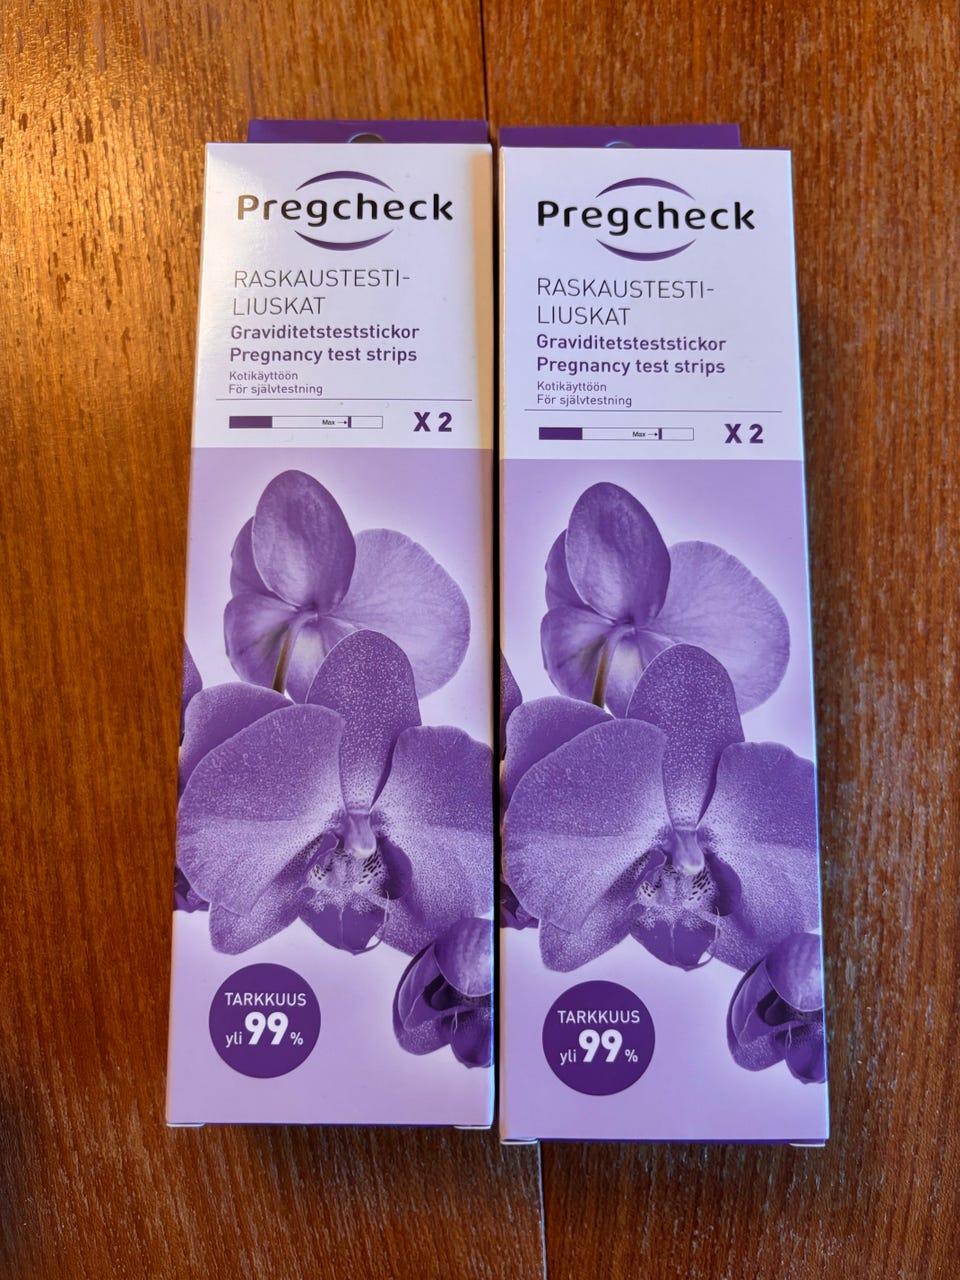 Pregcheck
RASKAUSTESTI-
LIUSKAT
Graviditetsteststickor
Pregnancy test strips
Kotikäyttöön
För självtestning
Max
X 2
TARKKUUS
yli 99 %
Pregcheck
RASKAUSTESTI-
LIUSKAT
Graviditetsteststickor
Pregnancy test strips
Kotikäyttöön
För självtestning
Max
X 2
TARKKUUS
yli 99 %